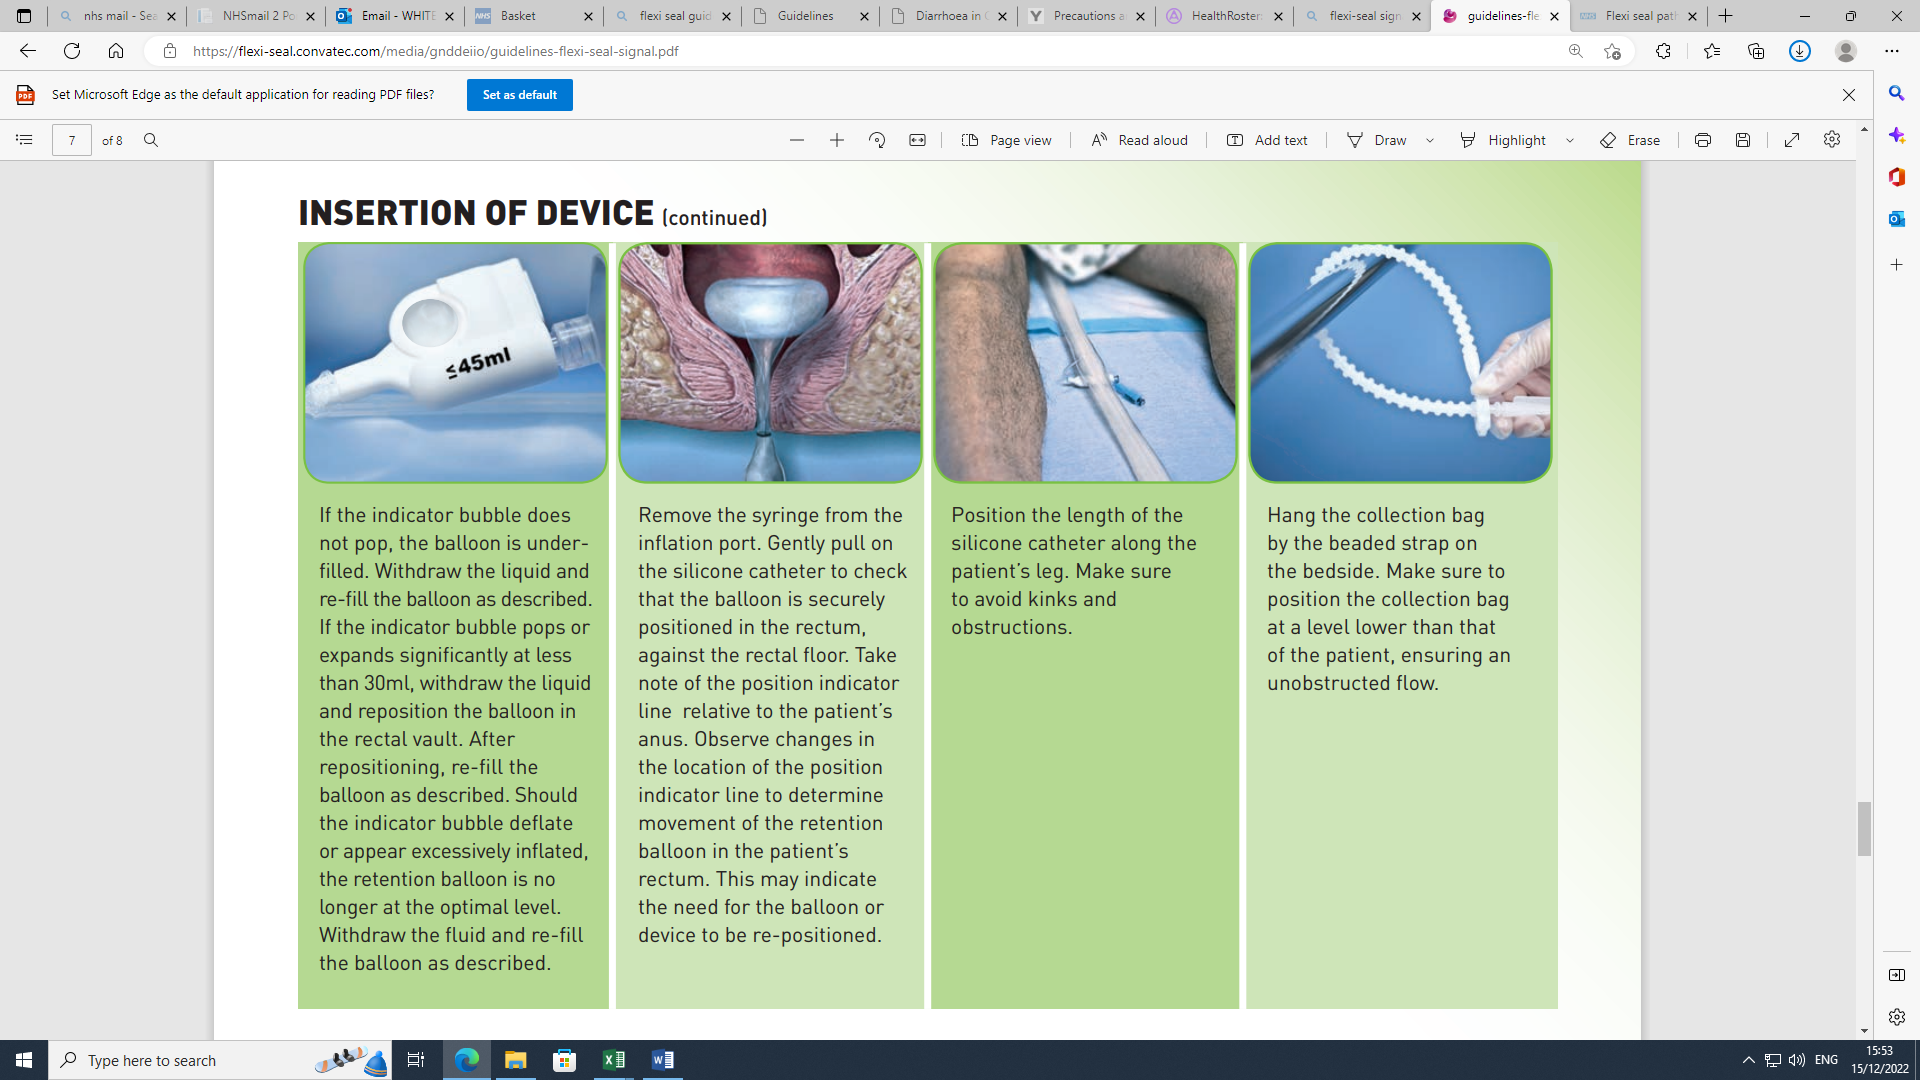 nhs mail - Sea
NHSmail 2 Po
Email - WHITE
Basket
flexi seal guid
Guidelines
Diarrhoea in C
Precautions a
HealthRoster
flexi-seal sign
guidelines-fle
Flexi seal path
https://flexi-seal.convatec.com/media/gnddeiio/guidelines-flexi-seal-signal.pdf
Set Microsoft Edge as the default application for reading PDF files?
Set as default
7 of 8
Page view
Read aloud
Add text
Draw
Highlight
Erase
INSERTION OF DEVICE (continued)
≤45ml
If the indicator bubble does
not pop, the balloon is under-
filled. Withdraw the liquid and
re-fill the balloon as described.
If the indicator bubble pops or
expands significantly at less
than 30ml, withdraw the liquid
and reposition the balloon in
the rectal vault. After
repositioning, re-fill the
balloon as described. Should
the indicator bubble deflate
or appear excessively inflated,
the retention balloon is no
longer at the optimal level.
Withdraw the fluid and re-fill
the balloon as described.
Remove the syringe from the
inflation port. Gently pull on
the silicone catheter to check
that the balloon is securely
positioned in the rectum,
against the rectal floor. Take
note of the position indicator
line relative to the patient's
anus. Observe changes in
the location of the position
indicator line to determine
movement of the retention
balloon in the patient's
rectum. This may indicate
the need for the balloon or
device to be re-positioned.
Position the length of the
silicone catheter along the
patient's leg. Make sure
to avoid kinks and
obstructions.
Hang the collection bag
by the beaded strap on
the bedside. Make sure to
position the collection bag
at a level lower than that
of the patient, ensuring an
unobstructed flow.
Type here to search
ENG
15:53
15/12/2022